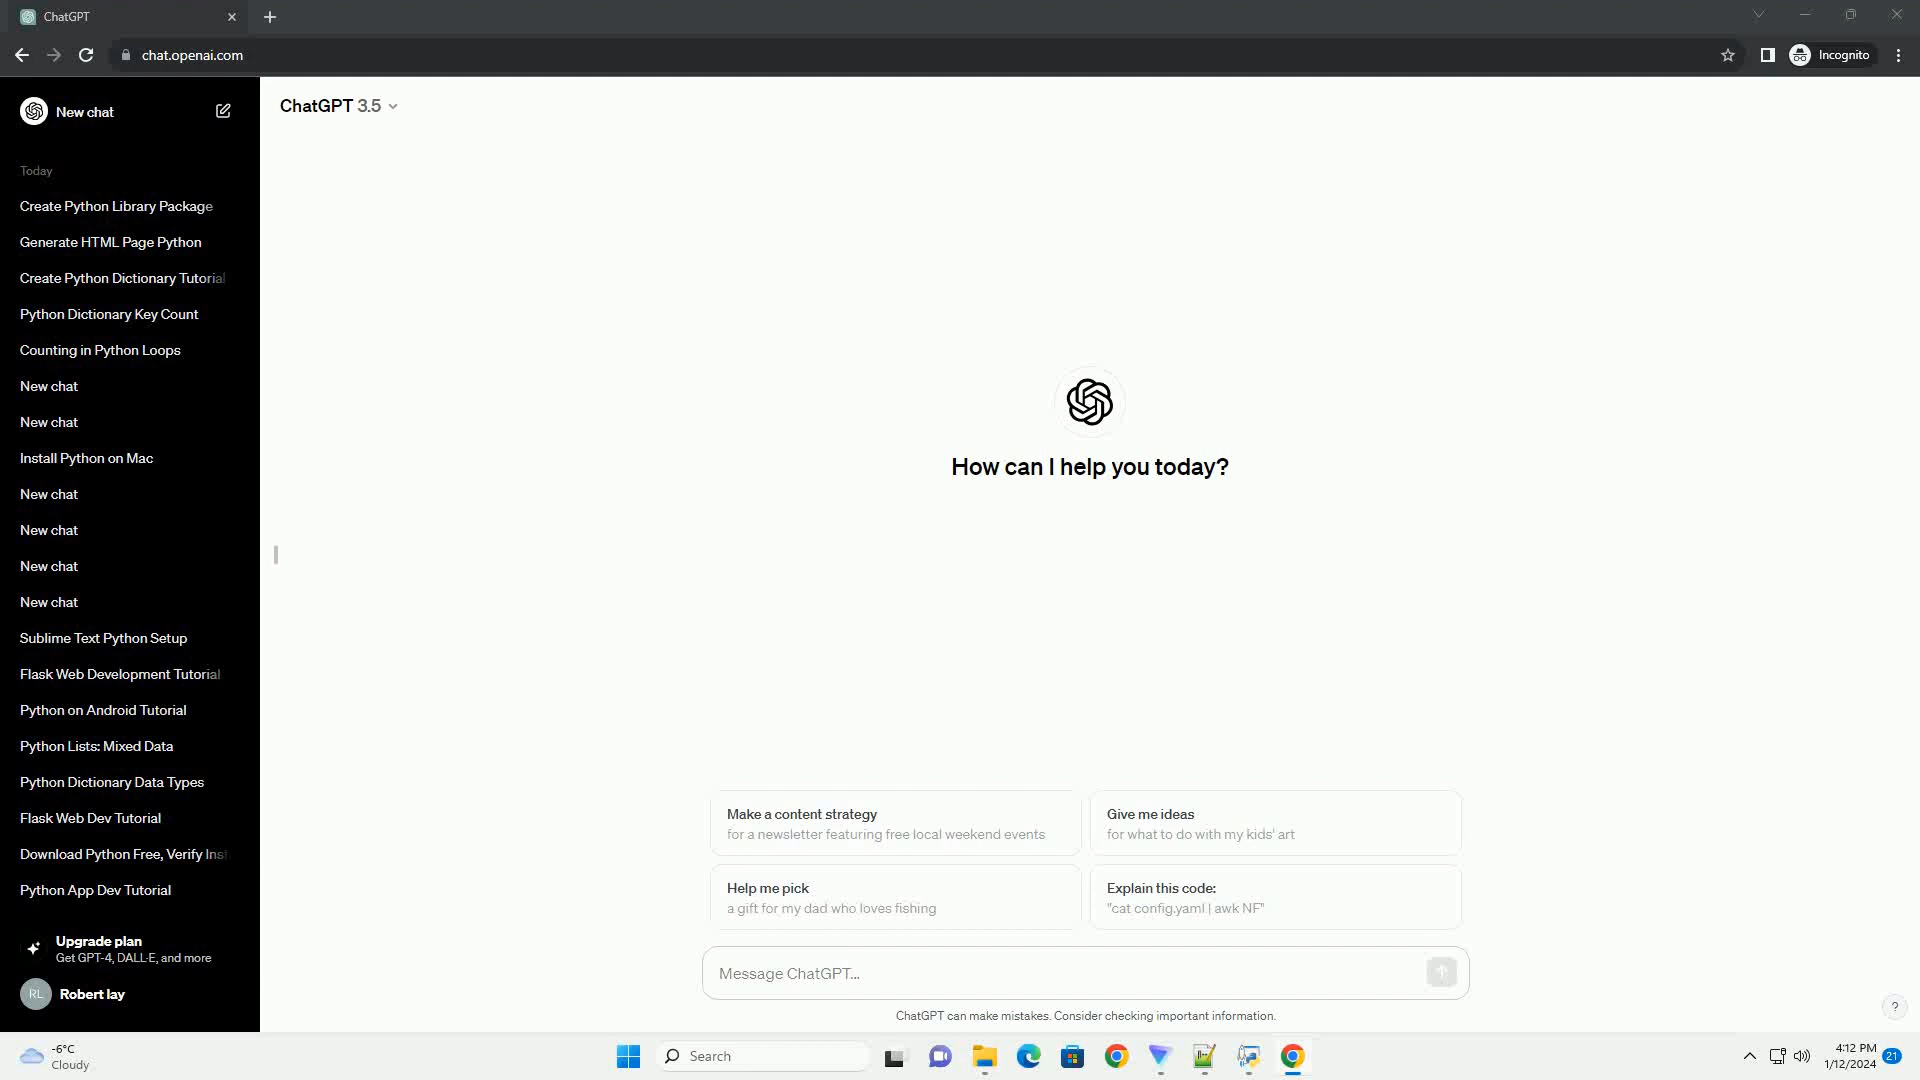 ChatGPT
chat.openai.com
Incognito
New chat
Today
Create Python Library Package
Generate HTML Page Python
Create Python Dictionary Tutorial
Python Dictionary Key Count
Counting in Python Loops
New chat
New chat
Install Python on Mac
New chat
New chat
New chat
New chat
Sublime Text Python Setup
Flask Web Development Tutorial
Python on Android Tutorial
Python Lists: Mixed Data
Python Dictionary Data Types
Flask Web Dev Tutorial
Download Python Free, Verify Inst
Python App Dev Tutorial
Upgrade plan
Get GPT-4, DALL·E, and more
RL
Robert lay
ChatGPT 3.5
How can I help you today?
Make a content strategy
for a newsletter featuring free local weekend events
Give me ideas
for what to do with my kids' art
Help me pick
a gift for my dad who loves fishing
Explain this code:
"cat config.yaml | awk NF"
Message ChatGPT...
ChatGPT can make mistakes. Consider checking important information.
?
-6°C
Cloudy
Search
4:12 PM
1/12/2024
21